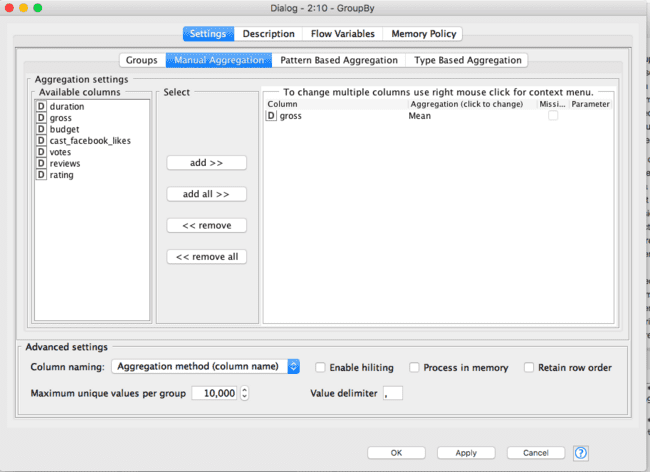 Dialog - 2:10 - GroupBy
Settings Description Flow Variables Memory Policy
Groups Manual Aggregation Pattern Based Aggregation Type Based Aggregation
Aggregation settings
Available columns
D duration
D gross
D budget
D cast_facebook_likes
D votes
D reviews
D rating
Select
add >>
add all >>
<< remove
<< remove all
To change multiple columns use right mouse click for context menu.
Column Aggregation (click to change) Missi... Parameter
D gross Mean
Advanced settings
Column naming: Aggregation method (column name) Enable hiliting Process in memory Retain row order
Maximum unique values per group 10,000 Value delimiter ,
OK Apply Cancel ?